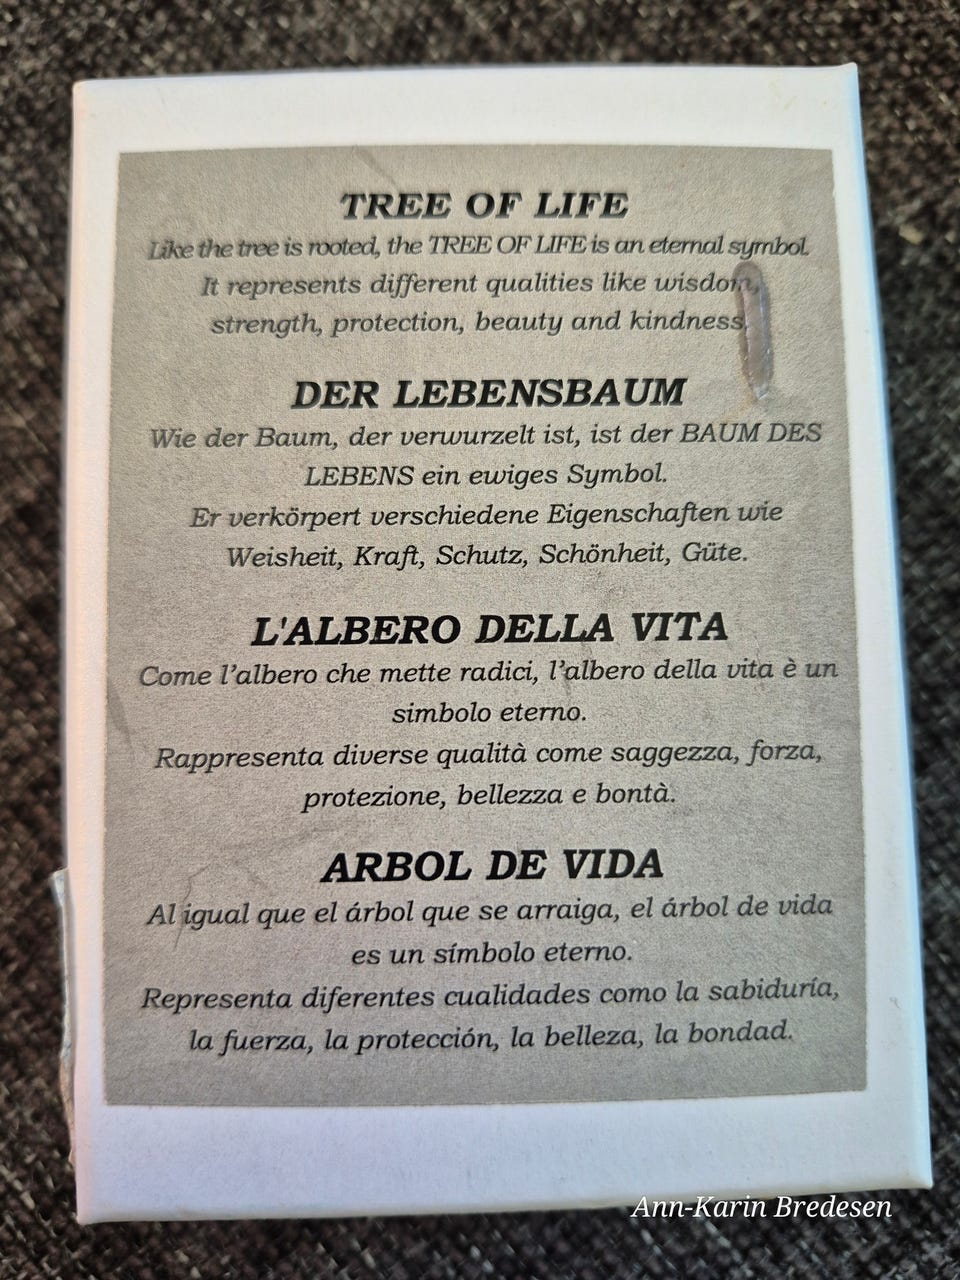 TREE OF LIFE
Like the tree is rooted, the TREE OF LIFE is an eternal symbol.
It represents different qualities like wisdom,
strength, protection, beauty and kindness.
DER LEBENSBAUM
Wie der Baum, der verwurzelt ist, ist der BAUM DES
LEBENS ein ewiges Symbol.
Er verkörpert verschiedene Eigenschaften wie
Weisheit, Kraft, Schutz, Schönheit, Güte.
L'ALBERO DELLA VITA
Come l’albero che mette radici, l’albero della vita è un
simbolo eterno.
Rappresenta diverse qualità come saggezza, forza,
protezione, bellezza e bontà.
ARBOL DE VIDA
Al igual que el árbol que se arraiga, el árbol de vida
es un símbolo eterno.
Representa diferentes cualidades como la sabiduría,
la fuerza, la protección, la belleza, la bondad.
Ann-Karin Bredesen